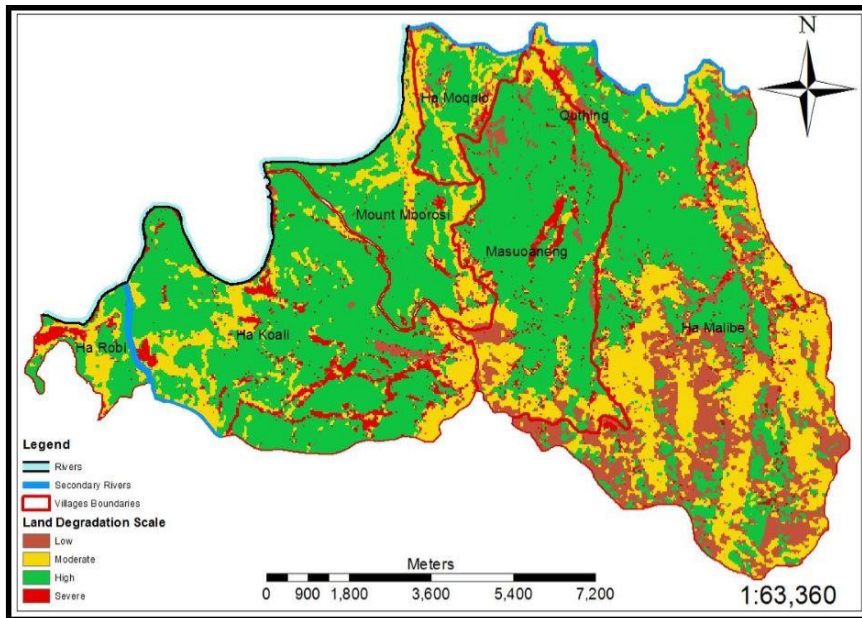 N
Ha Moqalo
Quthing
Mount Moorosi
Masuoaneng
Ha Koali
Ha Malibe
Ha Robi
Legend
Rivers
Secondary Rivers
Villages Boundaries
Land Degradation Scale
Low
Moderate
High
Severe
Meters
0 900 1,800 3,600 5,400 7,200
1:63,360